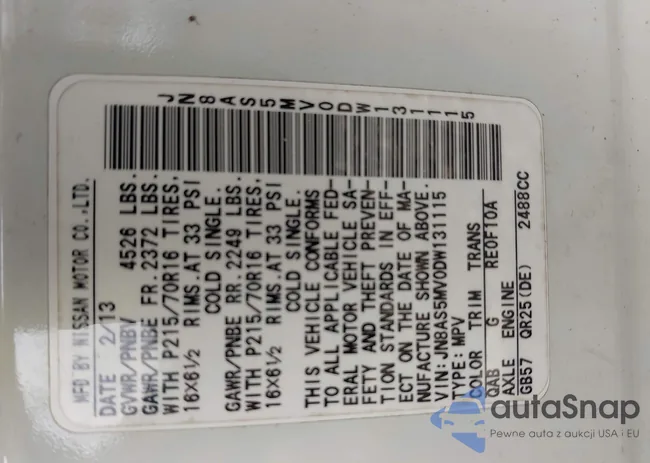 JN8AS5MV0DW131115
MFD BY NISSAN MOTOR CO.,LTD.
DATE 2/13
GVWR/PNBV 4526 LBS.
GAWR/PNBE FR. 2372 LBS.
WITH P215/70R16 TIRES,
16X6½ RIMS. AT 33 PSI
COLD SINGLE.
GAWR/PNBE RR. 2249 LBS.
WITH P215/70R16 TIRES,
16X6½ RIMS. AT 33 PSI
COLD SINGLE.
THIS VEHICLE CONFORMS
TO ALL APPLICABLE FED-
ERAL MOTOR VEHICLE SA-
FETY AND THEFT PREVEN-
TION STANDARDS IN EFF-
ECT ON THE DATE OF MA-
NUFACTURE SHOWN ABOVE.
VIN:JN8AS5MV0DW131115
TYPE: MPV
COLOR TRIM TRANS
QAB G RE0F10A
AXLE ENGINE
GB57 QR25(DE) 2488CC
autaSnap
Pewne auta z aukcji USA i EU